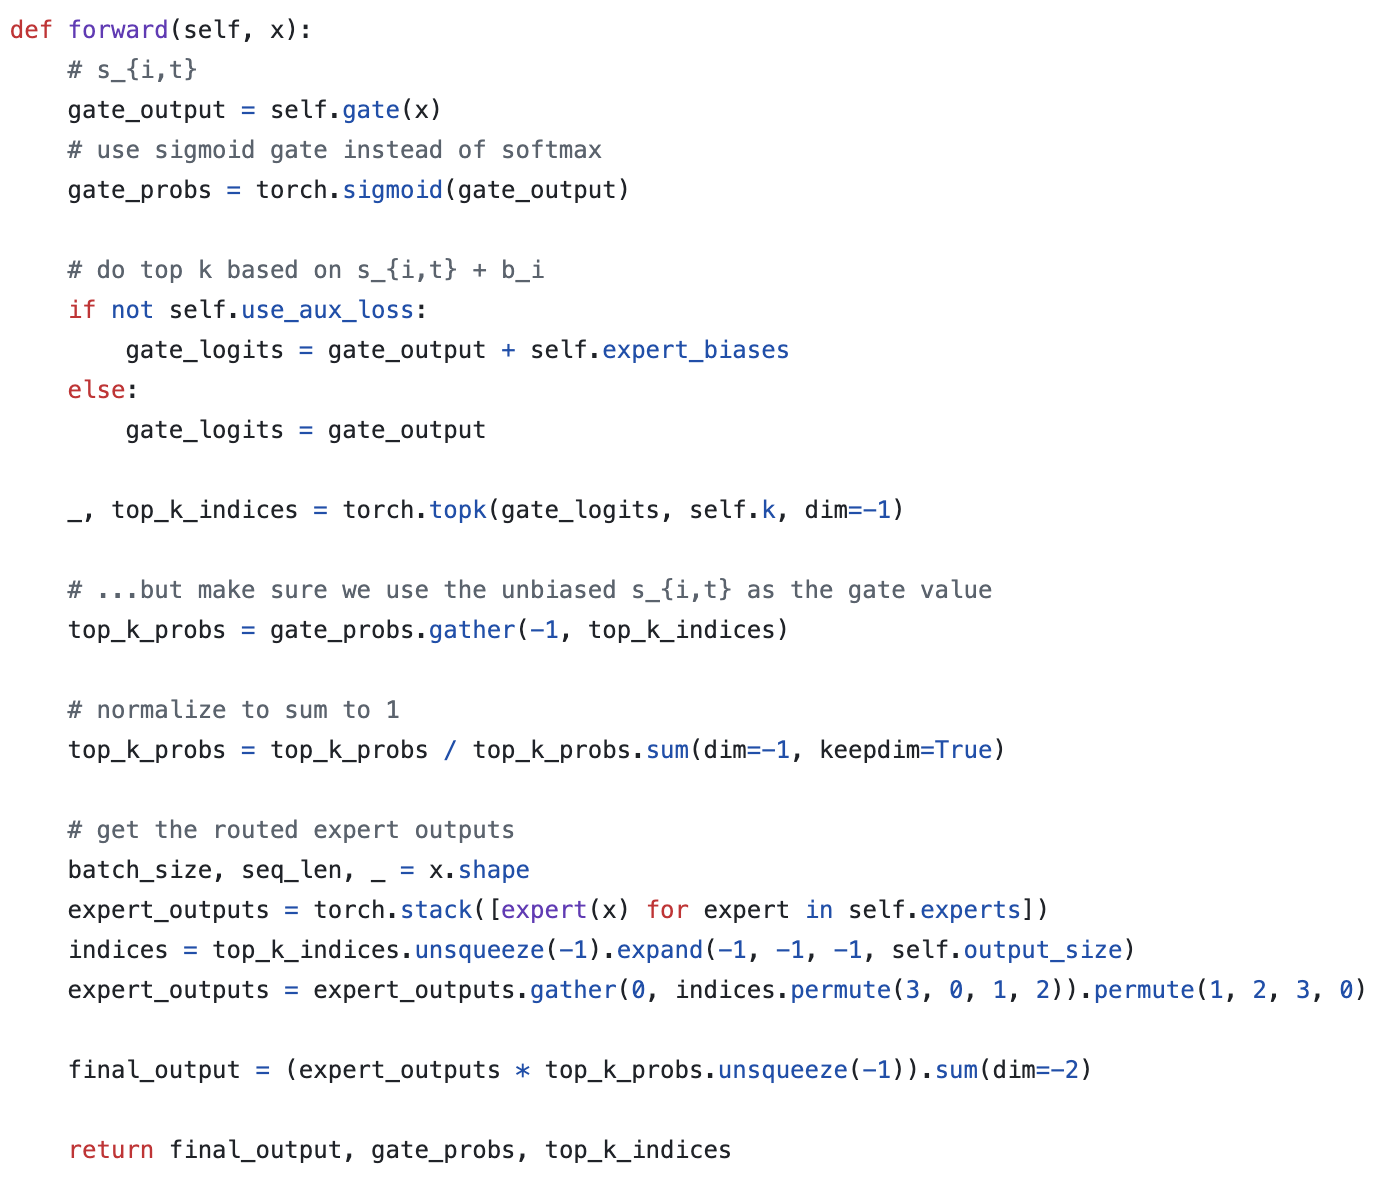 def forward(self, x):
    # s_{i,t}
    gate_output = self.gate(x)
    # use sigmoid gate instead of softmax
    gate_probs = torch.sigmoid(gate_output)

    # do top k based on s_{i,t} + b_i
    if not self.use_aux_loss:
        gate_logits = gate_output + self.expert_biases
    else:
        gate_logits = gate_output

    _, top_k_indices = torch.topk(gate_logits, self.k, dim=-1)

    # ...but make sure we use the unbiased s_{i,t} as the gate value
    top_k_probs = gate_probs.gather(-1, top_k_indices)

    # normalize to sum to 1
    top_k_probs = top_k_probs / top_k_probs.sum(dim=-1, keepdim=True)

    # get the routed expert outputs
    batch_size, seq_len, _ = x.shape
    expert_outputs = torch.stack([expert(x) for expert in self.experts])
    indices = top_k_indices.unsqueeze(-1).expand(-1, -1, -1, self.output_size)
    expert_outputs = expert_outputs.gather(0, indices.permute(3, 0, 1, 2)).permute(1, 2, 3, 0)

    final_output = (expert_outputs * top_k_probs.unsqueeze(-1)).sum(dim=-2)

    return final_output, gate_probs, top_k_indices